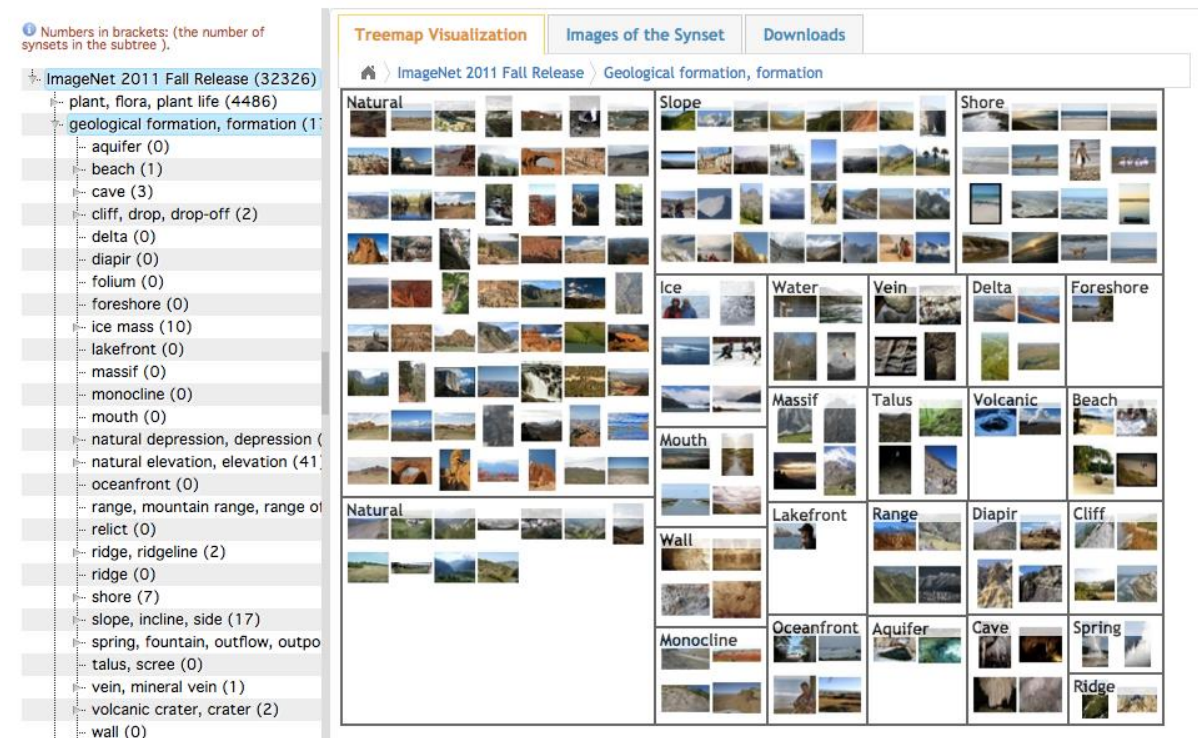 Numbers in brackets: (the number of
synsets in the subtree ).
ImageNet 2011 Fall Release (32326)
plant, flora, plant life (4486)
geological formation, formation (1
aquifer (0)
beach (1)
cave (3)
cliff, drop, drop-off (2)
delta (0)
diapir (0)
folium (0)
foreshore (0)
ice mass (10)
lakefront (0)
massif (0)
monocline (0)
mouth (0)
natural depression, depression (
natural elevation, elevation (41)
oceanfront (0)
range, mountain range, range of
relict (0)
ridge, ridgeline (2)
ridge (0)
shore (7)
slope, incline, side (17)
spring, fountain, outflow, outpo
talus, scree (0)
vein, mineral vein (1)
volcanic crater, crater (2)
wall (0)
Treemap Visualization Images of the Synset Downloads
ImageNet 2011 Fall Release Geological formation, formation
Natural Slope Shore
Ice Water Vein Delta Foreshore
Massif Talus Volcanic Beach
Mouth
Natural Lakefront Range Diapir Cliff
Wall
Monocline Oceanfront Aquifer Cave Spring
Ridge